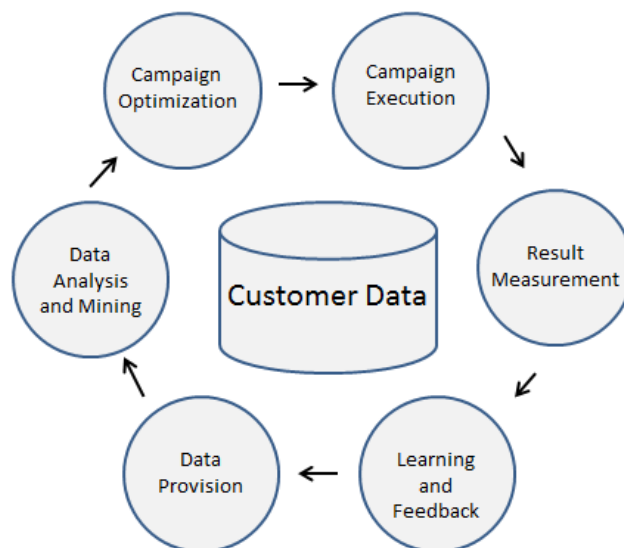 Campaign
Optimization
Campaign
Execution
Result
Measurement
Learning
and
Feedback
Data
Provision
Data
Analysis
and Mining
Customer Data